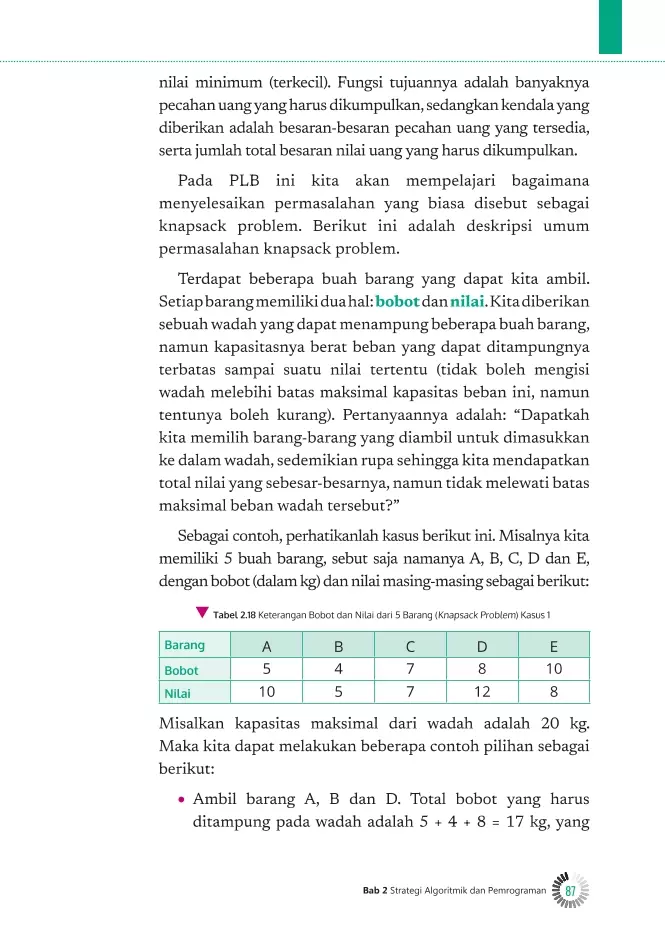 nilai minimum (terkecil). Fungsi tujuannya adalah banyaknya
pecahan uang yang harus dikumpulkan, sedangkan kendala yang
diberikan adalah besaran-besaran pecahan uang yang tersedia,
serta jumlah total besaran nilai uang yang harus dikumpulkan.
Pada PLB ini kita akan mempelajari bagaimana
menyelesaikan permasalahan yang biasa disebut sebagai
knapsack problem. Berikut ini adalah deskripsi umum
permasalahan knapsack problem.
Terdapat beberapa buah barang yang dapat kita ambil.
Setiap barang memiliki dua hal: bobot dan nilai. Kita diberikan
sebuah wadah yang dapat menampung beberapa buah barang,
namun kapasitasnya berat beban yang dapat ditampungnya
terbatas sampai suatu nilai tertentu (tidak boleh mengisi
wadah melebihi batas maksimal kapasitas beban ini, namun
tentunya boleh kurang). Pertanyaannya adalah: “Dapatkah
kita memilih barang-barang yang diambil untuk dimasukkan
ke dalam wadah, sedemikian rupa sehingga kita mendapatkan
total nilai yang sebesar-besarnya, namun tidak melewati batas
maksimal beban wadah tersebut?”
Sebagai contoh, perhatikanlah kasus berikut ini. Misalnya kita
memiliki 5 buah barang, sebut saja namanya A, B, C, D dan E,
dengan bobot (dalam kg) dan nilai masing-masing sebagai berikut:
Tabel 2.18 Keterangan Bobot dan Nilai dari 5 Barang (Knapsack Problem) Kasus 1
Barang A B C D E
Bobot 5 4 7 8 10
Nilai 10 5 7 12 8
Misalkan kapasitas maksimal dari wadah adalah 20 kg.
Maka kita dapat melakukan beberapa contoh pilihan sebagai
berikut:
• Ambil barang A, B dan D. Total bobot yang harus
ditampung pada wadah adalah 5 + 4 + 8 = 17 kg, yang
Bab 2 Strategi Algoritmik dan Pemrograman 87